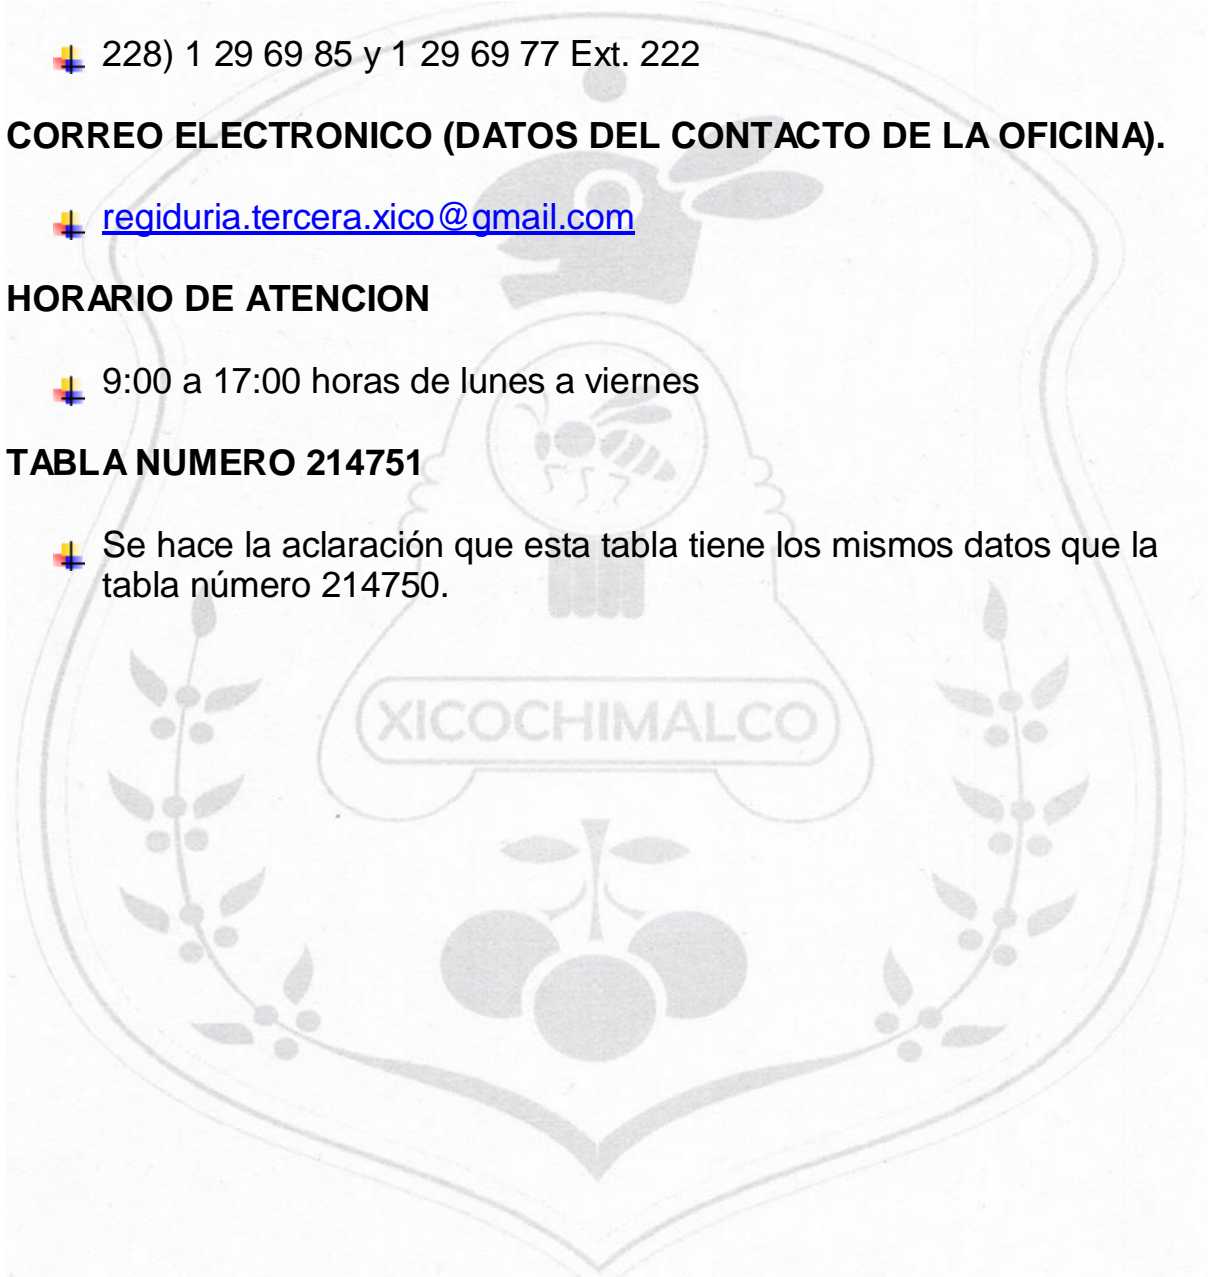 228) 1 29 69 85 y 1 29 69 77 Ext. 222
CORREO ELECTRONICO (DATOS DEL CONTACTO DE LA OFICINA).
regiduria.tercera.xico@gmail.com
HORARIO DE ATENCION
9:00 a 17:00 horas de lunes a viernes
TABLA NUMERO 214751
Se hace la aclaración que esta tabla tiene los mismos datos que la
tabla número 214750.
XICOCHIMALCO